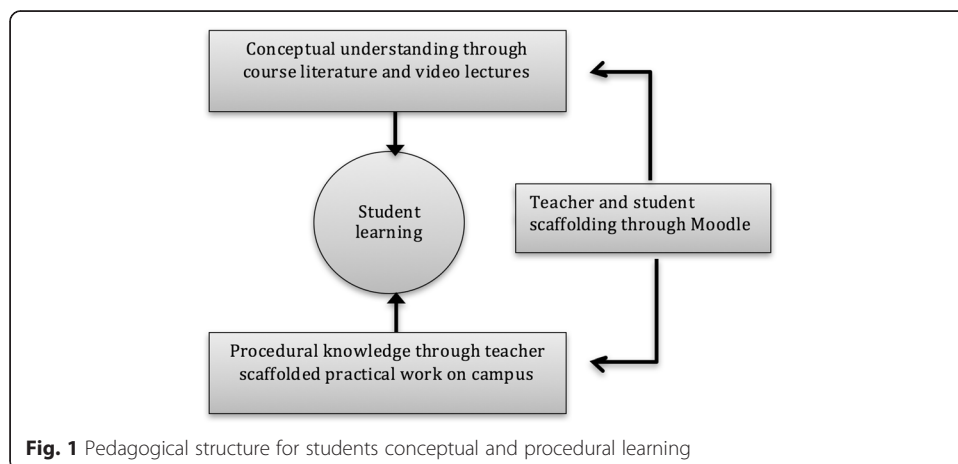 Conceptual understanding through
course literature and video lectures
Student
learning
Teacher and student
scaffolding through Moodle
Procedural knowledge through teacher
scaffolded practical work on campus
Fig. 1 Pedagogical structure for students conceptual and procedural learning